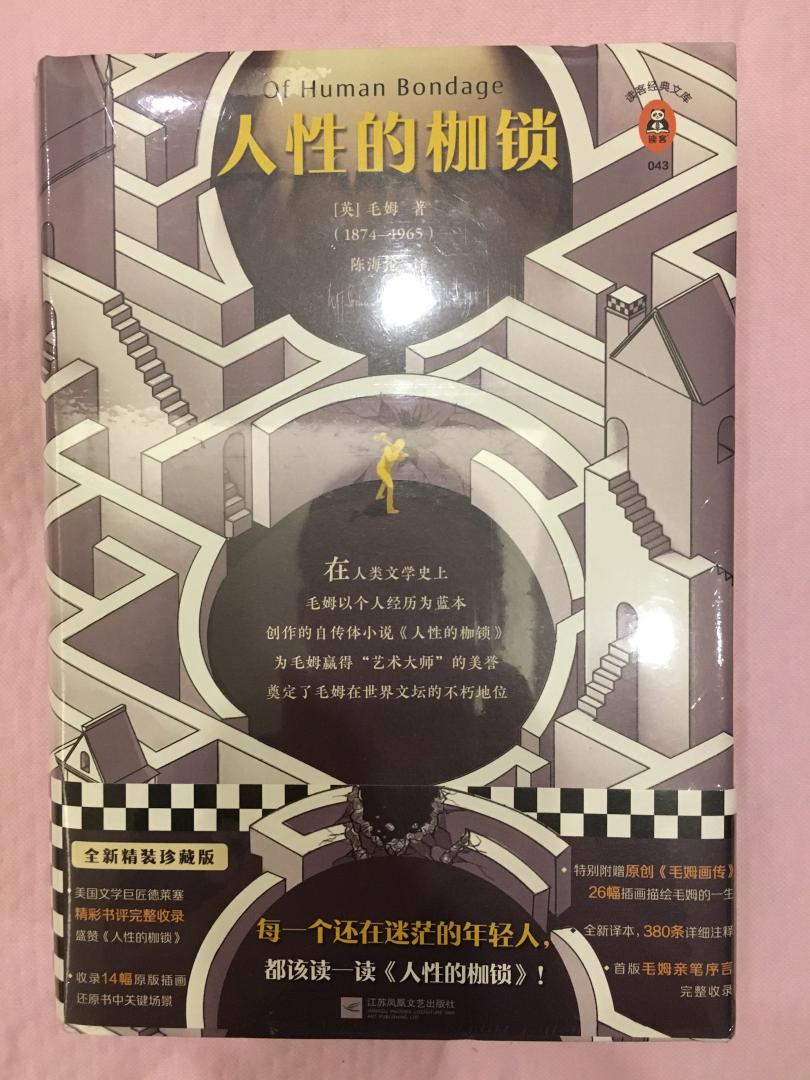 Of Human Bondage
人性的枷锁
读客经典文库
读客
043
[英] 毛姆 著
(1874—1965)
陈海
译
在人类文学史上
毛姆以个人经历为蓝本
创作的自传体小说《人性的枷锁》
为毛姆赢得“艺术大师”的美誉
奠定了毛姆在世界文坛的不朽地位
全新精装珍藏版
美国文学巨匠德莱塞
精彩书评完整收录
盛赞《人性的枷锁》
收录14幅原版插画
还原书中关键场景
每一个还在迷茫的年轻人,
都该读一读《人性的枷锁》!
江苏凤凰文艺出版社
特别附赠原创《毛姆画传》
26幅插画描绘毛姆的一生
全新译本,380条详细注释
首版毛姆亲笔序言
完整收录